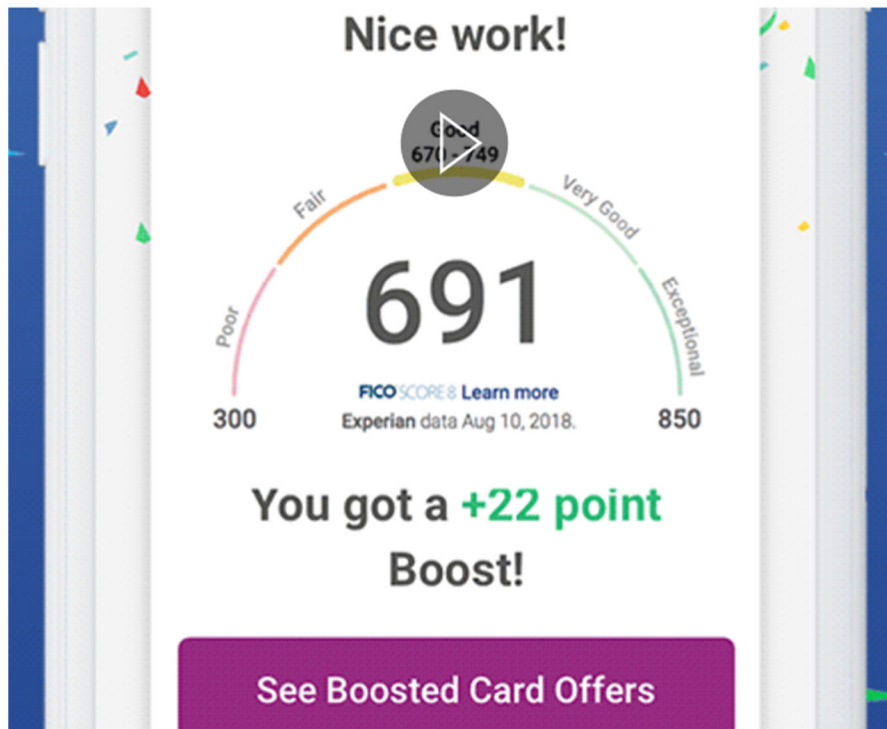 Nice work!
Good
670 - 749
Fair
Very Good
Poor
Exceptional
691
FICO SCORE 8 Learn more
300
850
Experian data Aug 10, 2018.
You got a +22 point
Boost!
See Boosted Card Offers